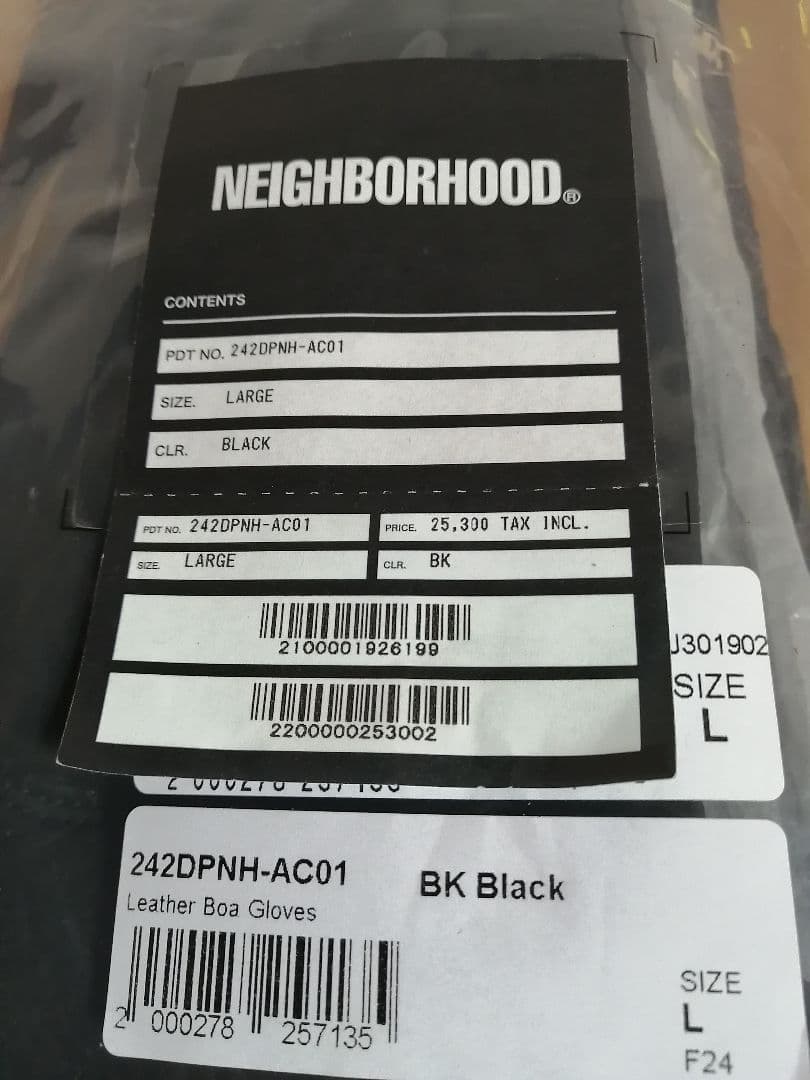 NEIGHBORHOOD®
CONTENTS
PDT NO. 242DPNH-AC01
SIZE. LARGE
CLR. BLACK
PDT NO. 242DPNH-AC01 PRICE. 25,300 TAX INCL.
SIZE. LARGE CLR. BK
2100001926199
2200000253002
J301902
SIZE
L
242DPNH-AC01 BK Black
Leather Boa Gloves
2 000278 257135
SIZE
L
F24